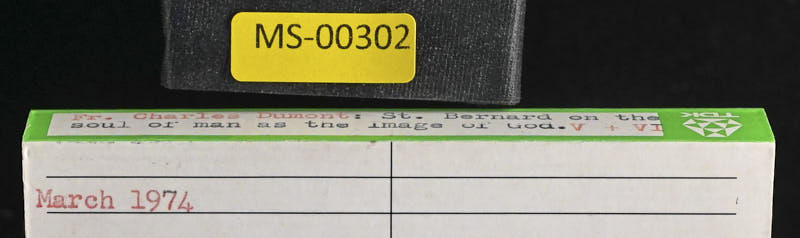 MS-00302
Fr. Charles Dumont: St. Bernard on the
soul of man as the image of God. V + VI
TDK
March 1974